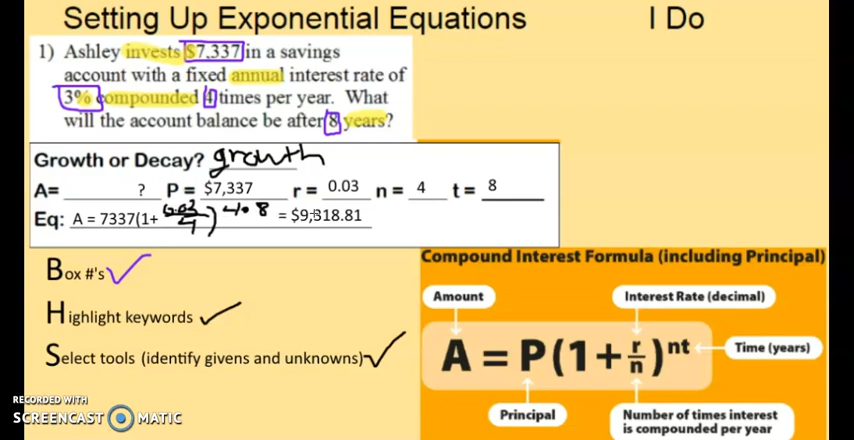 Setting Up Exponential Equations I Do
1) Ashley invests $7,337 in a savings
account with a fixed annual interest rate of
3% compounded 4 times per year. What
will the account balance be after 8 years?
Growth or Decay? growth
A= ? P = $7,337 r = 0.03 n = 4 t = 8
Eq: A = 7337(1+ 0.03/4)^4•8 = $9,318.81
Box #'s ✓
Highlight keywords ✓
Select tools (identify givens and unknowns) ✓
Compound Interest Formula (including Principal)
Amount Interest Rate (decimal)
A = P(1+r/n)^nt Time (years)
Principal Number of times interest
is compounded per year
RECORDED WITH
SCREENCAST MATIC